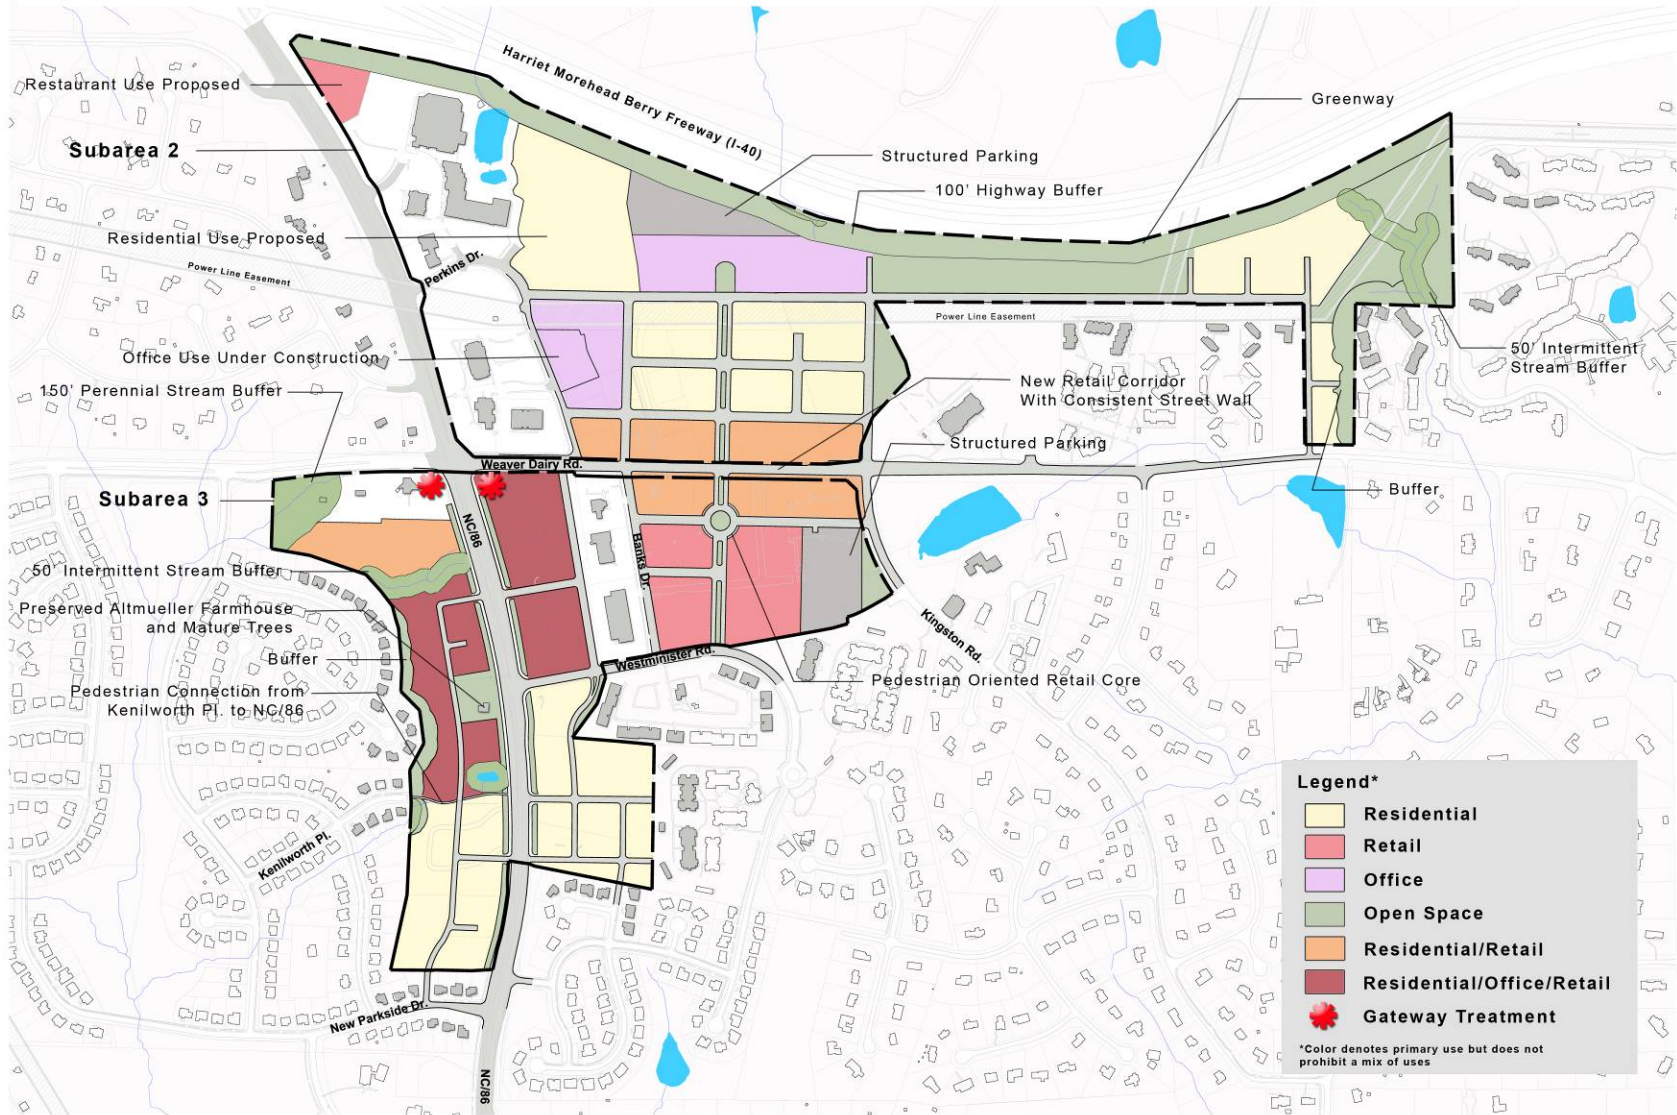 Harriet Morehead Berry Freeway (I-40)
Restaurant Use Proposed
Greenway
Subarea 2
Structured Parking
100' Highway Buffer
Residential Use Proposed
Perkins Dr.
Power Line Easement
Power Line Easement
Office Use Under Construction
50' Intermittent
Stream Buffer
150' Perennial Stream Buffer
New Retail Corridor
With Consistent Street Wall
Structured Parking
Weaver Dairy Rd.
Subarea 3
Buffer
NC/86
Banks Dr.
50' Intermittent Stream Buffer
Preserved Altmueller Farmhouse
and Mature Trees
Kingston Rd.
Buffer
Westminister Rd.
Pedestrian Oriented Retail Core
Pedestrian Connection from
Kenilworth Pl. to NC/86
Kenilworth Pl.
New Parkside Dr.
NC/86
Legend*
Residential
Retail
Office
Open Space
Residential/Retail
Residential/Office/Retail
Gateway Treatment
*Color denotes primary use but does not
prohibit a mix of uses